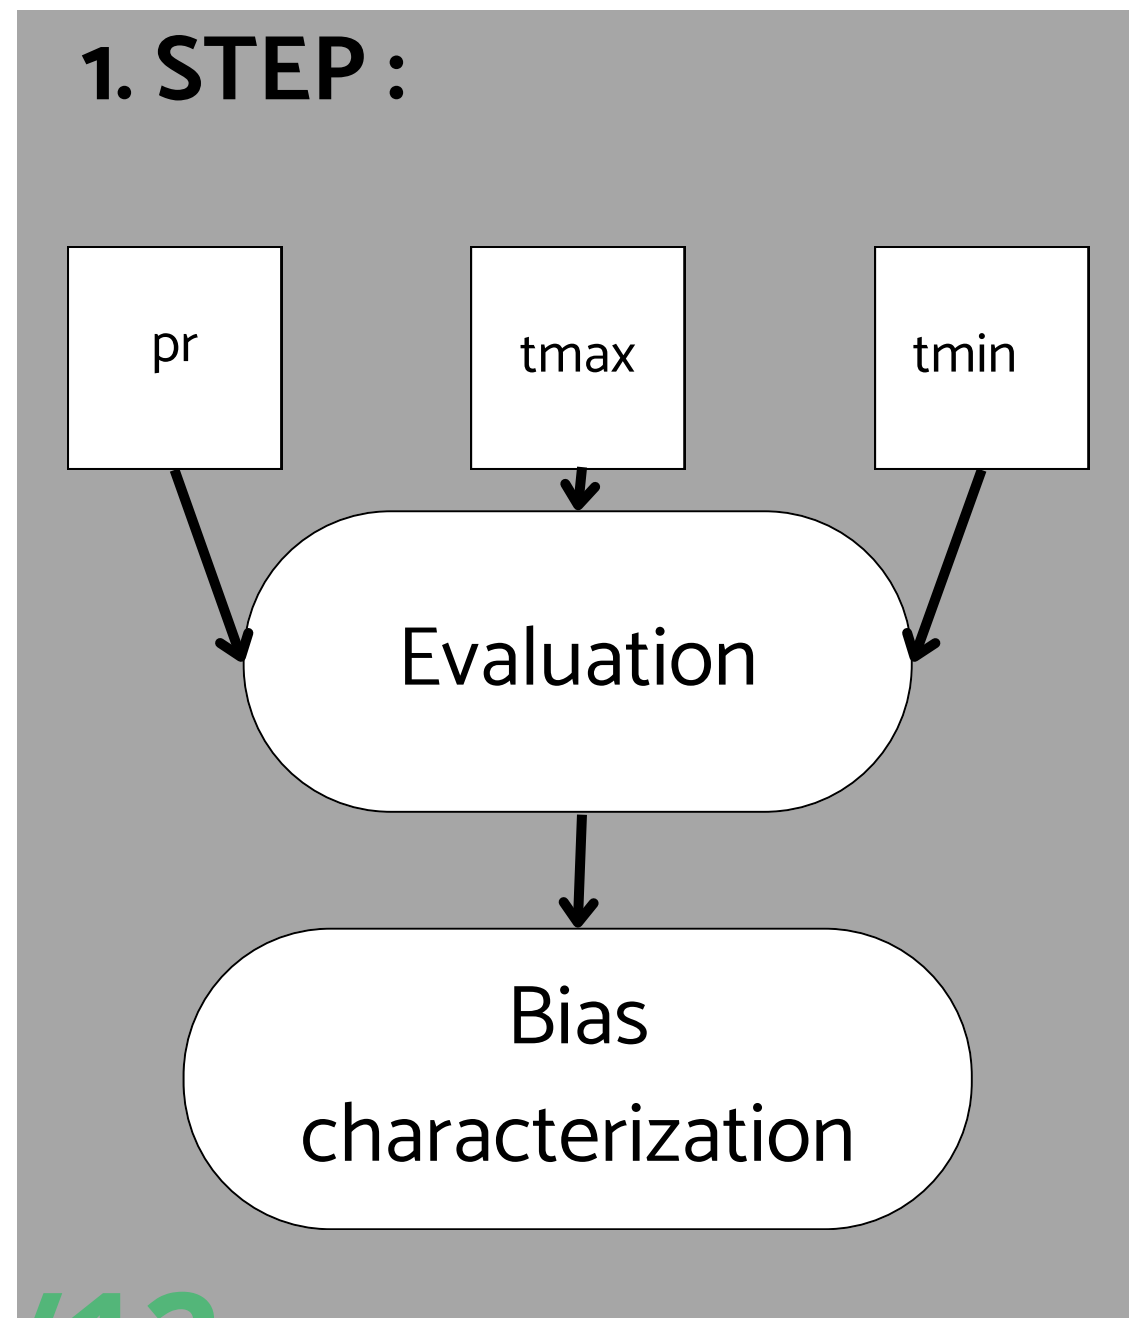 1. STEP :
pr
tmax
tmin
Evaluation
Bias
characterization